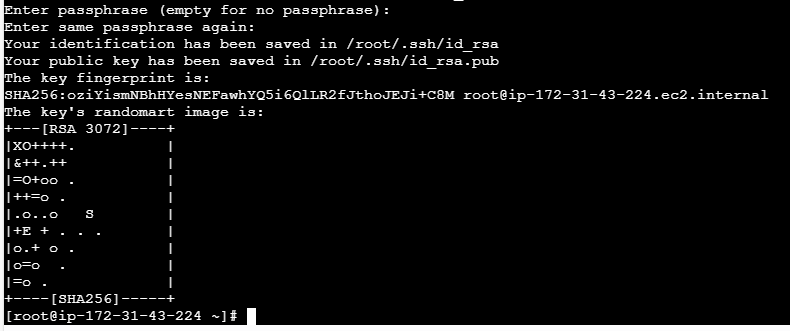 Enter passphrase (empty for no passphrase):
Enter same passphrase again:
Your identification has been saved in /root/.ssh/id_rsa
Your public key has been saved in /root/.ssh/id_rsa.pub
The key fingerprint is:
SHA256:oziYismNBhHYesNEFawhYQ5i6QlLR2fJthoJEJi+C8M root@ip-172-31-43-224.ec2.internal
The key's randomart image is:
+---[RSA 3072]----+
|XO++++.          |
|&++.++           |
|=O+oo .          |
|++=o .           |
|.o..o   S        |
|+E + . . .       |
|o.+ o .          |
|o=o  .           |
|=o .             |
+----[SHA256]-----+
[root@ip-172-31-43-224 ~]#